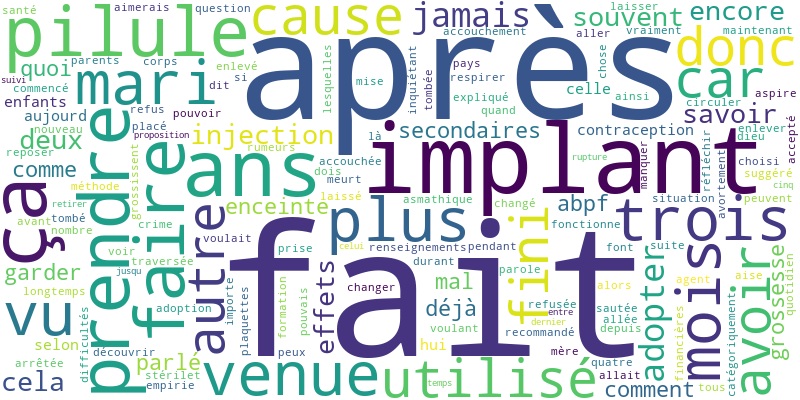 santé
aimerais
question
laisser
pilule
cause
jamais
souvent
encore
accouchement
aller
vraiment
maintenant
après
donc
quoi
parents
corps
enlevé
si
dit
lesquelles
mise
inquiétant
tombée
pays
respirer
chose
celle
car
suivi
commencé
mari
expliqué
ainsi
circuler
aspire
enfants
refus
pouvoir
quand
savoir
aujourd
placé
proposition
injection
là
secondaires
contraception
enlever
dieu
accepté
nouveau
deux
reposer
rumeurs
comme
prendre
faire
ans
accouchée
dois
meurt
implant
rupture
manquer
réfléchir
avortement
choisi
suggéré
cinq
méthode
grossissent
laissé
asmathique
changé
abpf
situation
peuvent
retirer
ça
tombé
avant
nombre
crime
autre
enceinte
voulait
plus
fini
fonctionne
trois
fait
voir
traversée
prise
celui
renseignements
pendant
font
suite
garder
jusqu
adoption
importe
effets
changer
durant
parole
alors
adopter
mois
agent
aise
avoir
grossesse
quotidien
longtemps
difficultés
plaquettes
formation
pouvais
mal
refusée
entre
sautée
vu
déjà
voulant
dernier
allée
depuis
recommandé
financières
catégoriquement
selon
découvrir
parlé
peux
hui
mère
quatre
arrêtée
stérilet
venue
utilisé
allait
tous
cela
empirie
temps
comment